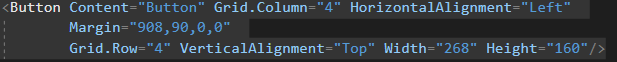 <Button Content="Button" Grid.Column="4" HorizontalAlignment="Left"
Margin="908,90,0,0"
Grid.Row="4" VerticalAlignment="Top" Width="268" Height="160"/>